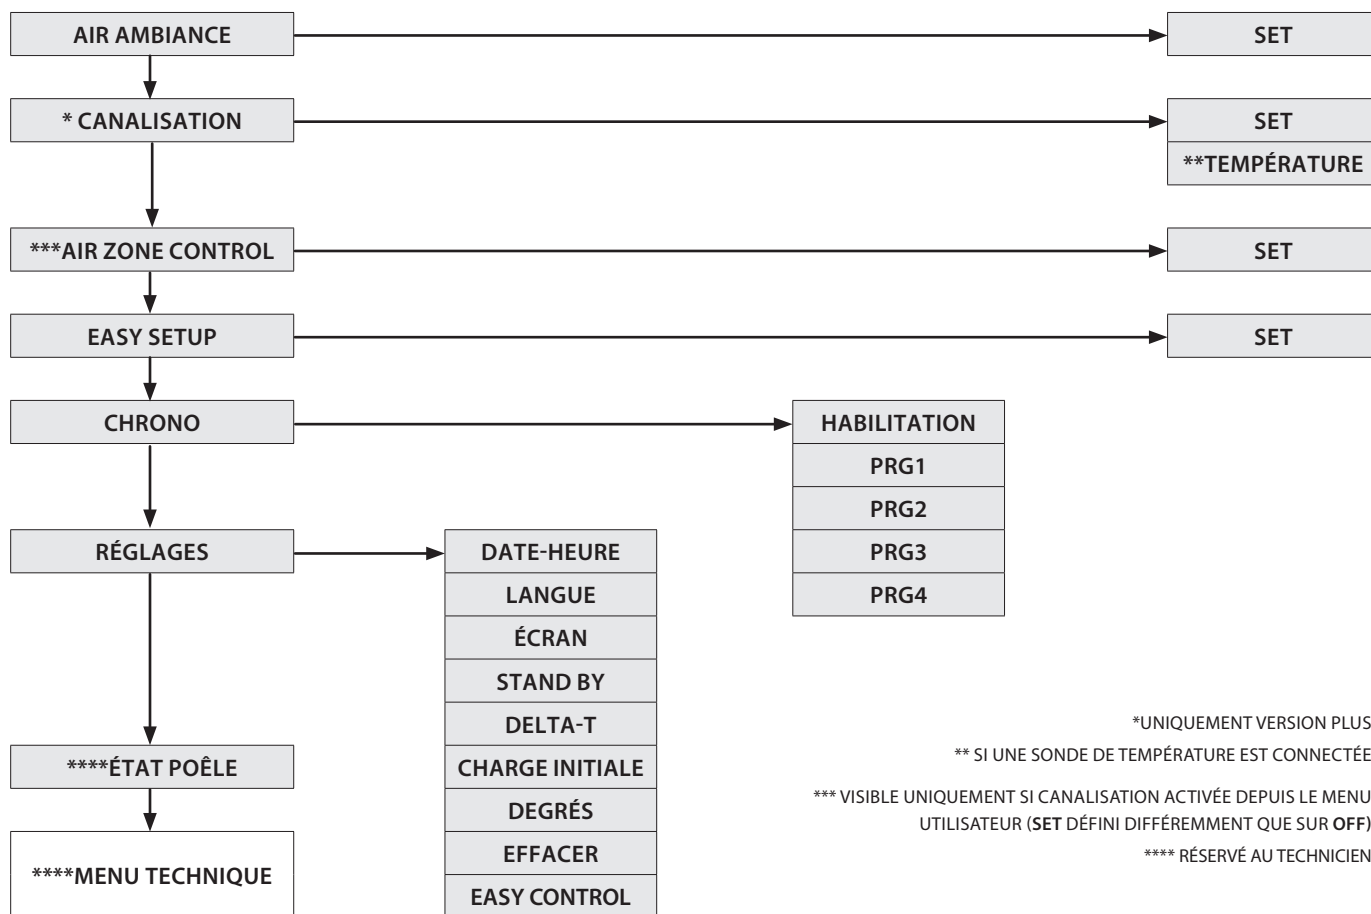 AIR AMBIANCE
SET
* CANALISATION
SET
**TEMPÉRATURE
***AIR ZONE CONTROL
SET
EASY SETUP
SET
CHRONO
HABILITATION
PRG1
PRG2
PRG3
PRG4
RÉGLAGES
DATE-HEURE
LANGUE
ÉCRAN
STAND BY
DELTA-T
CHARGE INITIALE
DEGRÉS
EFFACER
EASY CONTROL
****ÉTAT POÊLE
****MENU TECHNIQUE
*UNIQUEMENT VERSION PLUS
** SI UNE SONDE DE TEMPÉRATURE EST CONNECTÉE
*** VISIBLE UNIQUEMENT SI CANALISATION ACTIVÉE DEPUIS LE MENU
UTILISATEUR (SET DÉFINI DIFFÉREMMENT QUE SUR OFF)
**** RÉSERVÉ AU TECHNICIEN